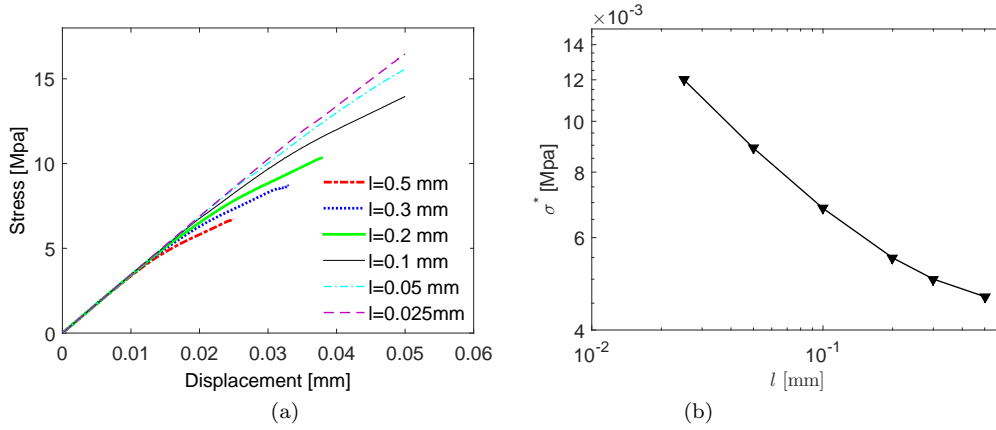 Stress [Mpa]
15
10
5
0
l=0.5 mm
l=0.3 mm
l=0.2 mm
l=0.1 mm
l=0.05 mm
l=0.025mm
0 0.01 0.02 0.03 0.04 0.05 0.06
Displacement [mm]
(a)
×10⁻³
σ* [Mpa]
14
12
10
8
6
4
10⁻² 10⁻¹
l [mm]
(b)